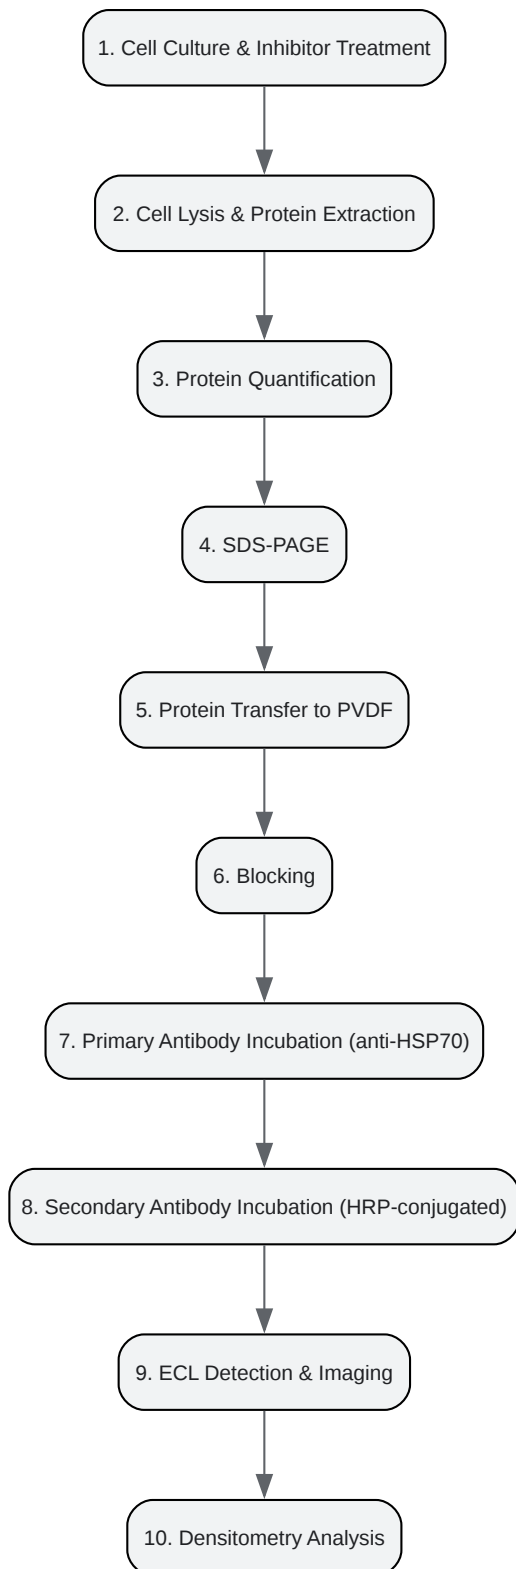 1. Cell Culture & Inhibitor Treatment
2. Cell Lysis & Protein Extraction
3. Protein Quantification
4. SDS-PAGE
5. Protein Transfer to PVDF
6. Blocking
7. Primary Antibody Incubation (anti-HSP70)
8. Secondary Antibody Incubation (HRP-conjugated)
9. ECL Detection & Imaging
10. Densitometry Analysis